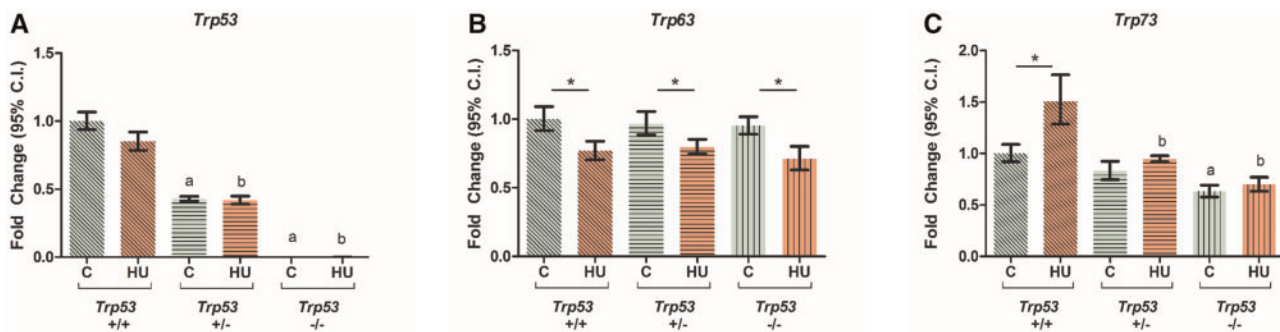 A
Trp53
Fold Change (95% C.I.)
1.5
1.0
0.5
0.0
a
b
a
b
C
HU
C
HU
C
HU
Trp53
+/+
Trp53
+/-
Trp53
-/-
B
Trp63
Fold Change (95% C.I.)
1.5
1.0
0.5
0.0
*
*
*
C
HU
C
HU
C
HU
Trp53
+/+
Trp53
+/-
Trp53
-/-
C
Trp73
Fold Change (95% C.I.)
2.0
1.5
1.0
0.5
0.0
*
b
a
b
C
HU
C
HU
C
HU
Trp53
+/+
Trp53
+/-
Trp53
-/-